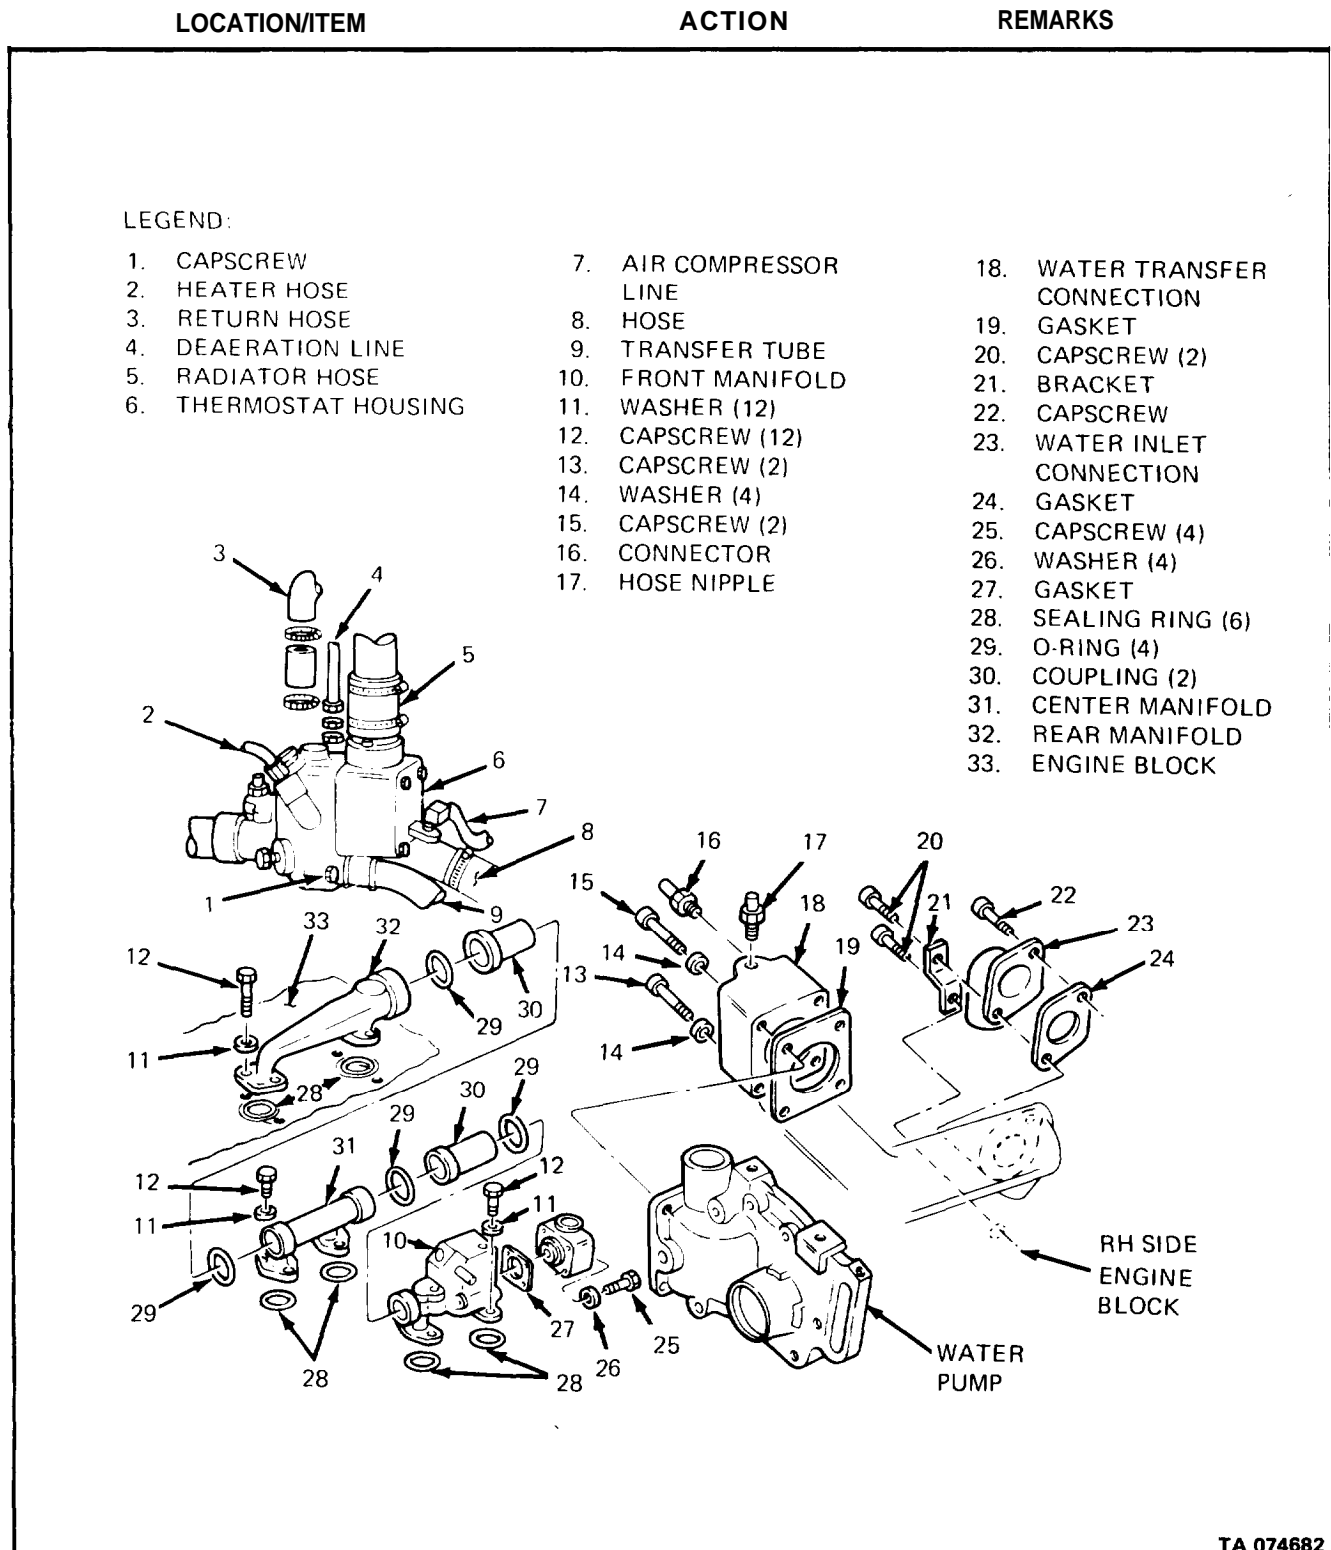 LOCATION/ITEM ACTION REMARKS
LEGEND:
1. CAPSCREW
2. HEATER HOSE
3. RETURN HOSE
4. DEAERATION LINE
5. RADIATOR HOSE
6. THERMOSTAT HOUSING
7. AIR COMPRESSOR
LINE
8. HOSE
9. TRANSFER TUBE
10. FRONT MANIFOLD
11. WASHER (12)
12. CAPSCREW (12)
13. CAPSCREW (2)
14. WASHER (4)
15. CAPSCREW (2)
16. CONNECTOR
17. HOSE NIPPLE
18. WATER TRANSFER
CONNECTION
19. GASKET
20. CAPSCREW (2)
21. BRACKET
22. CAPSCREW
23. WATER INLET
CONNECTION
24. GASKET
25. CAPSCREW (4)
26. WASHER (4)
27. GASKET
28. SEALING RING (6)
29. O-RING (4)
30. COUPLING (2)
31. CENTER MANIFOLD
32. REAR MANIFOLD
33. ENGINE BLOCK
3
4
5
2
6
7
8
1
9
16
17
20
15
18
21
22
23
33
32
12
14
19
24
13
30
29
11
14
28
30
29
29
31
12
12
11
11
10
RH SIDE
ENGINE
BLOCK
29
27
25
26
28
28
WATER
PUMP
TA 074682